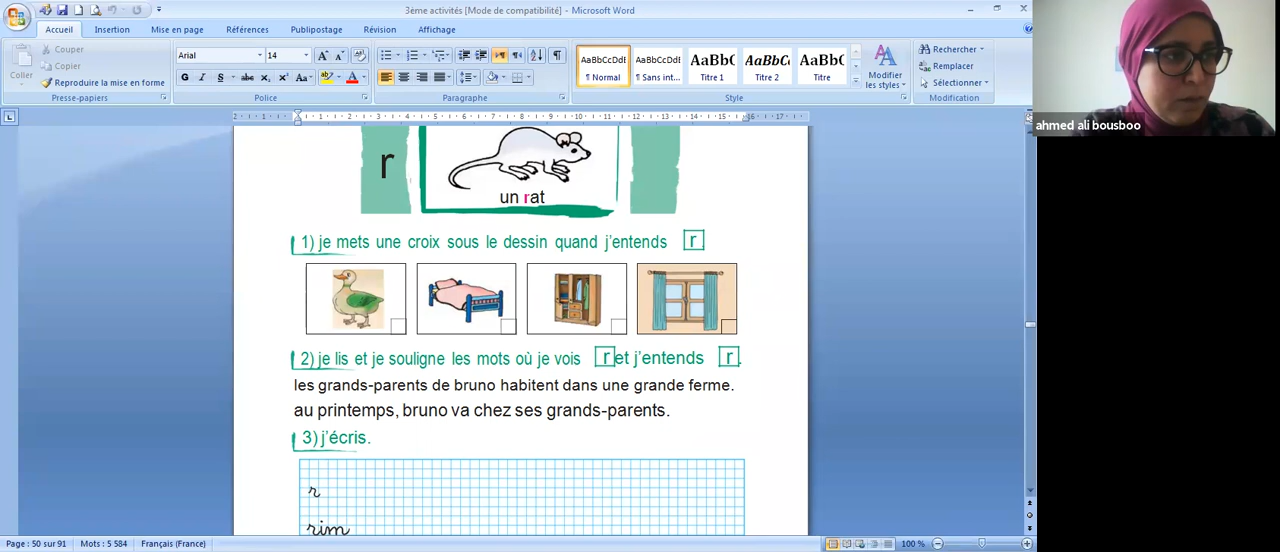 3ème activités [Mode de compatibilité] - Microsoft Word
Accueil Insertion Mise en page Références Publipostage Révision Affichage
Couper
Copier
Reproduire la mise en forme
Coller
Presse-papiers
Arial 14
Police
Paragraphe
AaBbCcDdE AaBbCcDdE AaBbC AaBbCc AaBbC
¶ Normal ¶ Sans int... Titre 1 Titre 2 Titre
Modifier les styles
Style
Rechercher
Remplacer
Sélectionner
Modification
ahmed ali bousboo
r
un rat
1) je mets une croix sous le dessin quand j'entends r
2) je lis et je souligne les mots où je vois r et j'entends r.
les grands-parents de bruno habitent dans une grande ferme.
au printemps, bruno va chez ses grands-parents.
3) j'écris.
r
rim
Page : 50 sur 91 Mots : 5 584 Français (France) 100 %